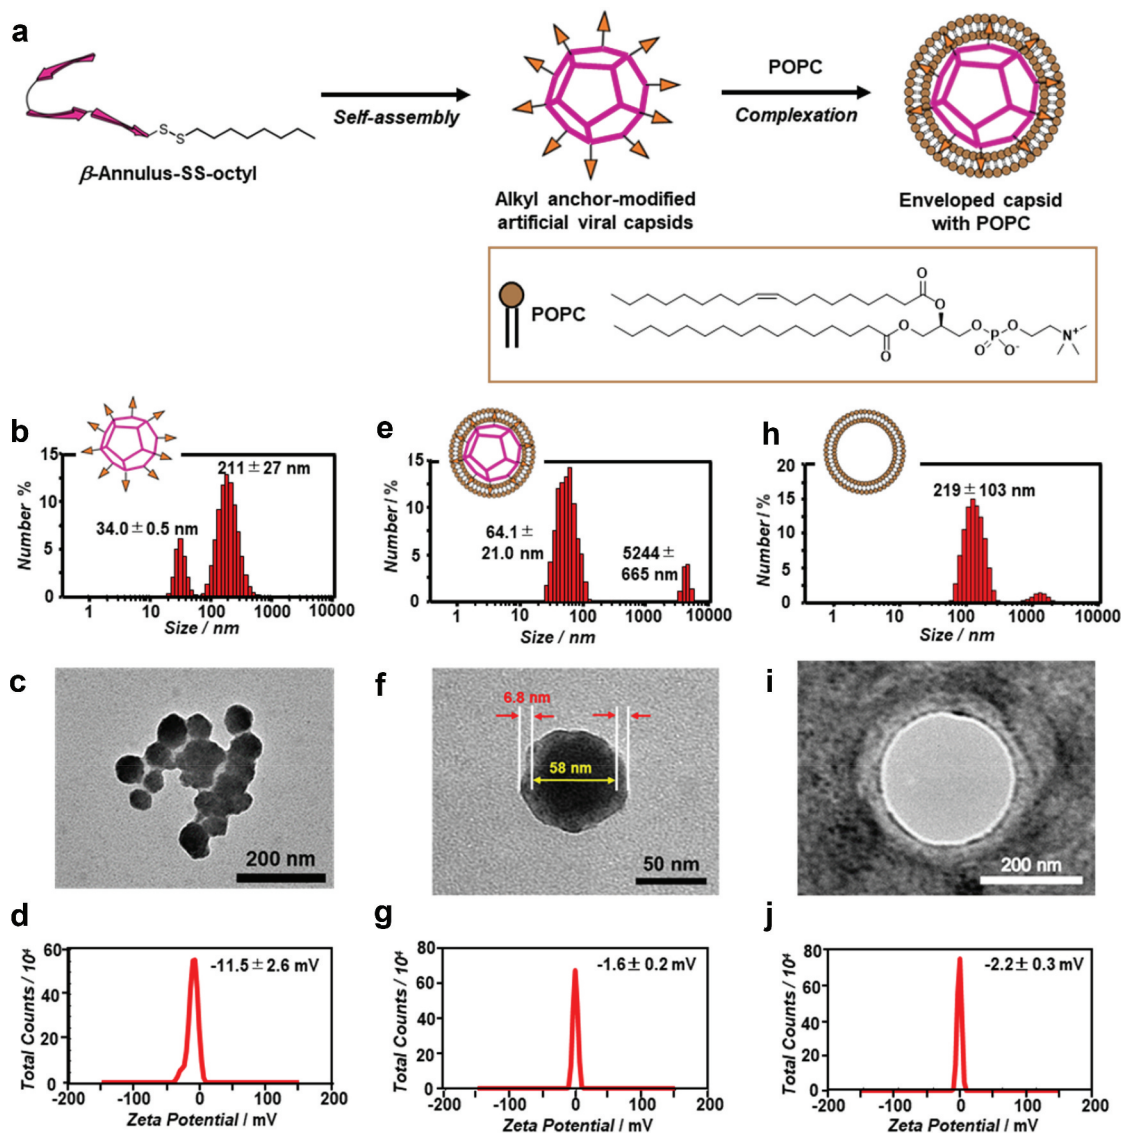 a
Self-assembly
POPC
Complexation
S
S
β-Annulus-SS-octyl
Alkyl anchor-modified
artificial viral capsids
Enveloped capsid
with POPC
POPC
O
O
O
O
O
P
O
O
O⁻
N⁺
b
15
10
5
0
Number / %
34.0 ± 0.5 nm
211 ± 27 nm
1 10 100 1000 10000
Size / nm
e
15
10
5
0
Number / %
64.1 ±
21.0 nm
5244 ±
665 nm
1 10 100 1000 10000
Size / nm
h
20
15
10
5
0
Number / %
219 ± 103 nm
1 10 100 1000 10000
Size / nm
c
200 nm
f
6.8 nm
58 nm
50 nm
i
200 nm
d
60
40
20
0
Total Counts / 10⁴
-11.5 ± 2.6 mV
-200 -100 0 100 200
Zeta Potential / mV
g
80
60
40
20
0
Total Counts / 10⁴
-1.6 ± 0.2 mV
-200 -100 0 100 200
Zeta Potential / mV
j
80
60
40
20
0
Total Counts / 10⁴
-2.2 ± 0.3 mV
-200 -100 0 100 200
Zeta Potential / mV